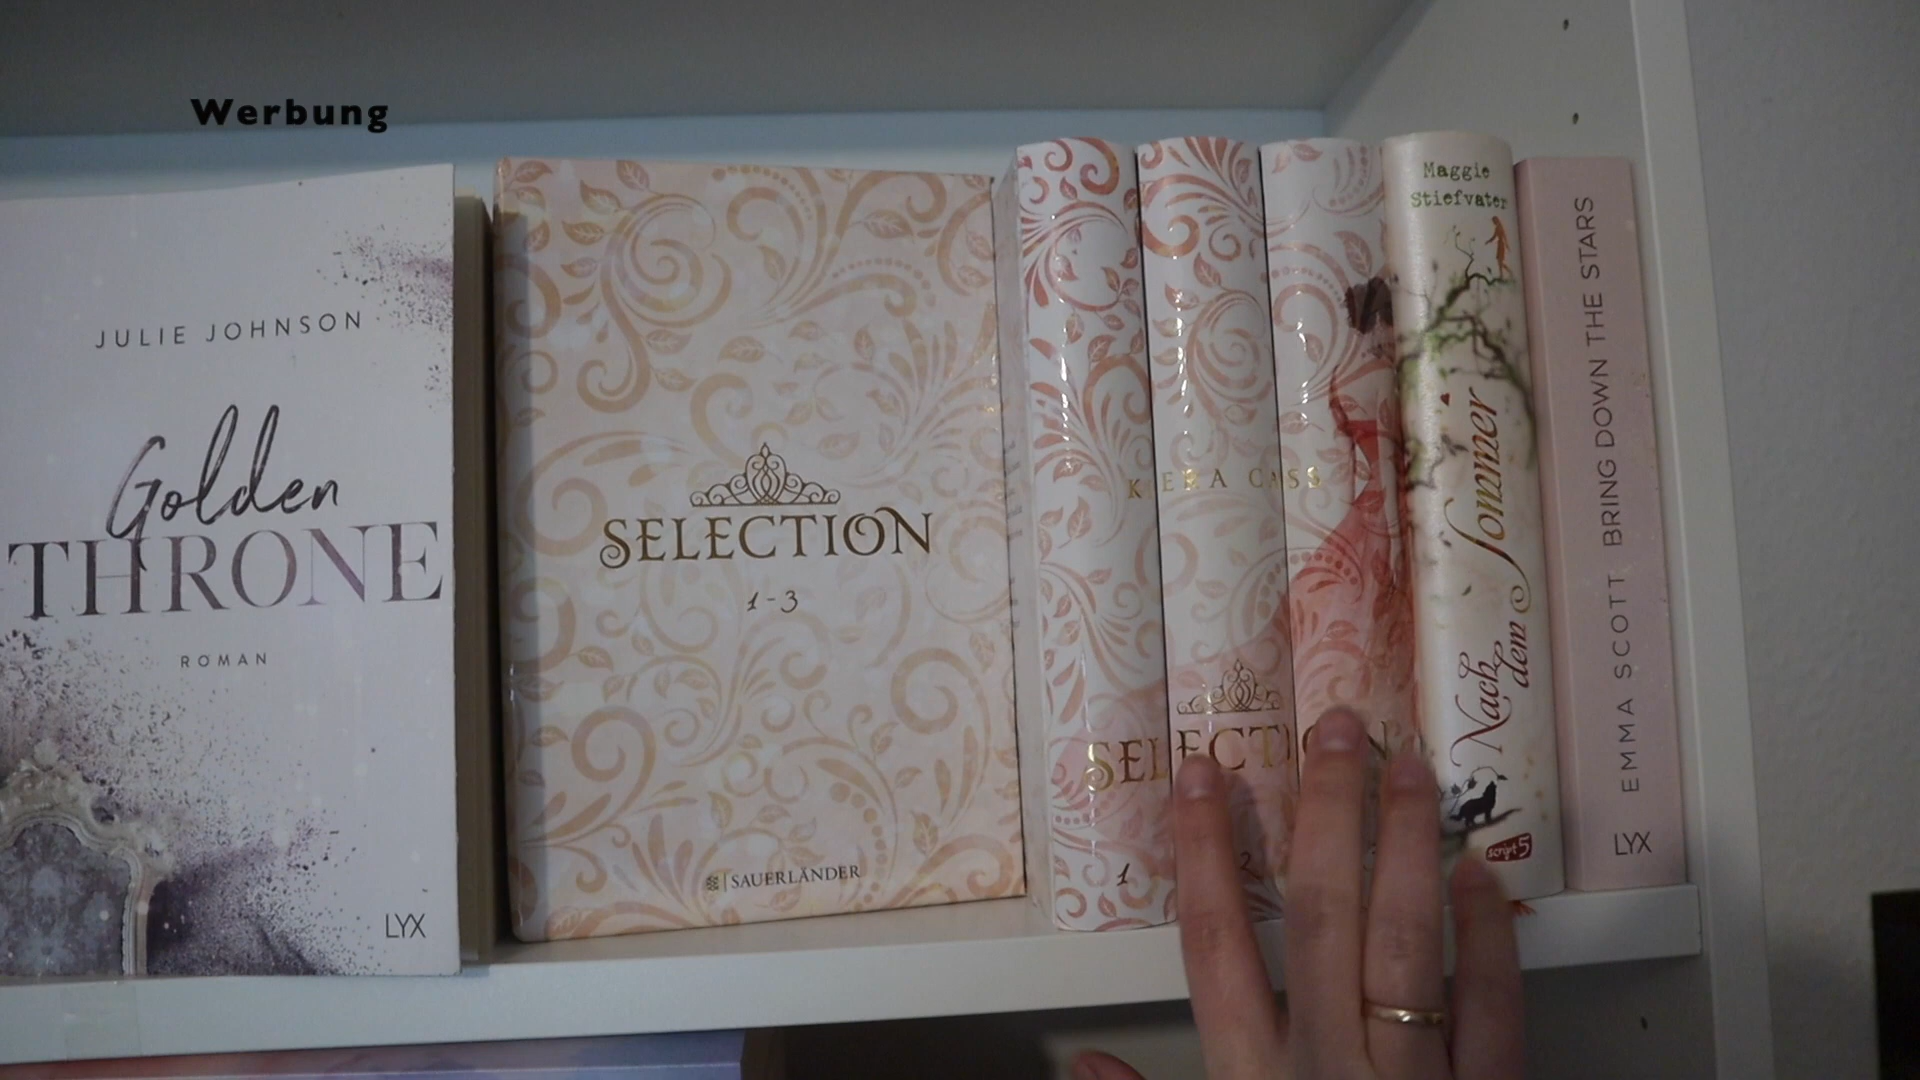 Werbung
JULIE JOHNSON
Golden
THRONE
ROMAN
LYX
SELECTION
1-3
SAUERLÄNDER
KIERA CASS
SELECTION
1
2
Maggie
Stiefvater
Nach dem Sommer
script5
EMMA SCOTT BRING DOWN THE STARS
LYX